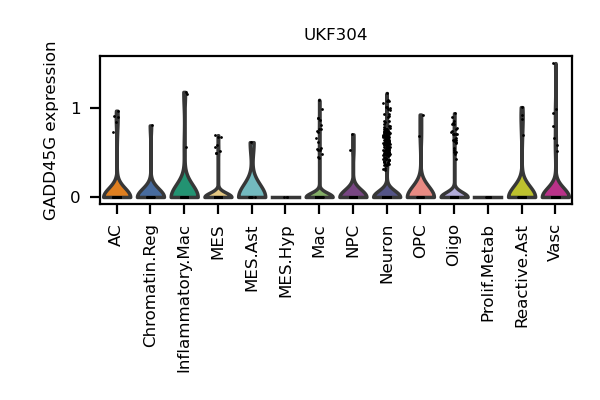 UKF304
GADD45G expression
1
0
AC
Chromatin.Reg
Inflammatory.Mac
MES
MES.Ast
MES.Hyp
Mac
NPC
Neuron
OPC
Oligo
Prolif.Metab
Reactive.Ast
Vasc